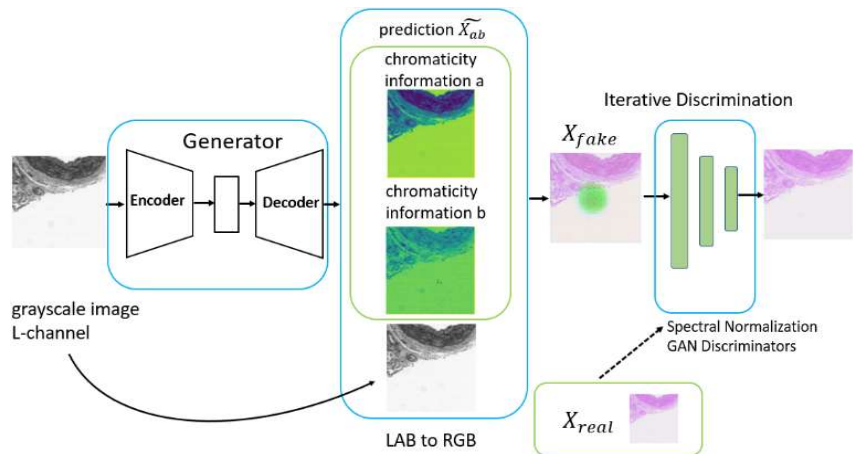 prediction $\widetilde{X_{ab}}$
chromaticity
information a
Iterative Discrimination
Generator
$X_{fake}$
Encoder
Decoder
chromaticity
information b
grayscale image
L-channel
Spectral Normalization
GAN Discriminators
$X_{real}$
LAB to RGB